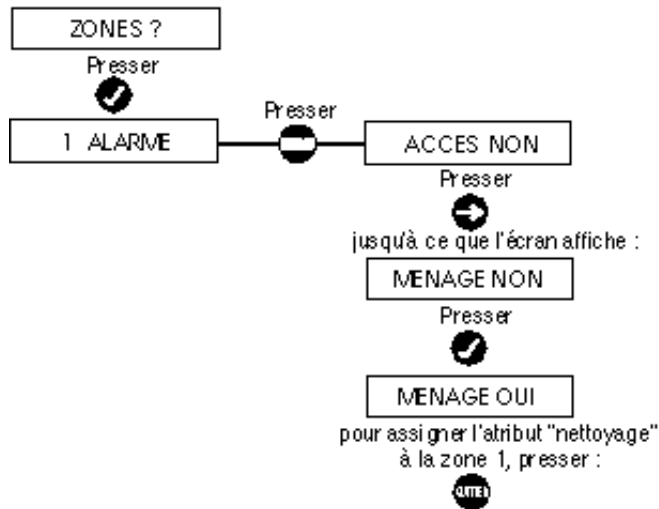 ZONES ?
Presser
1 ALARME
Presser
ACCES NON
Presser
jusqu'à ce que l'écran affiche :
MENAGE NON
Presser
MENAGE OUI
pour assigner l'atribut "nettoyage"
à la zone 1, presser :